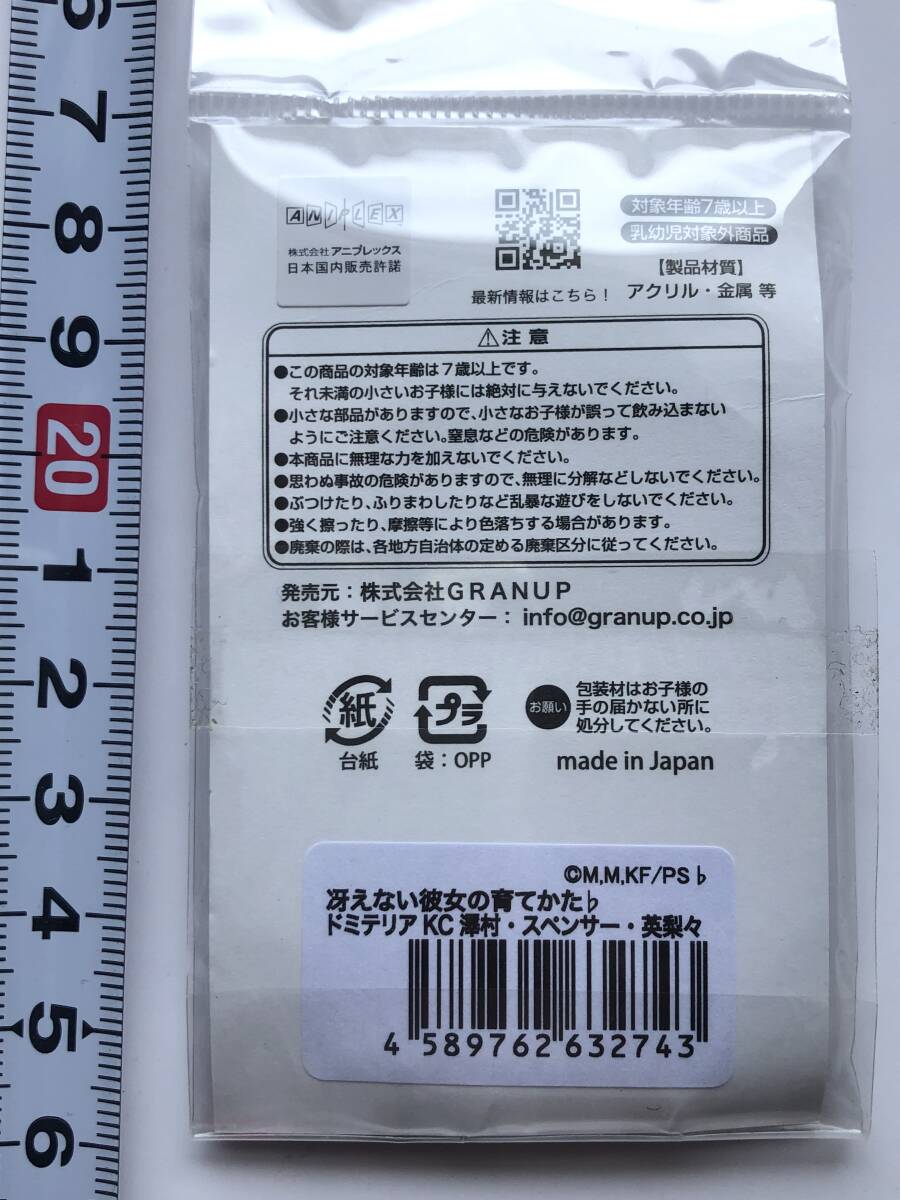 6
7
8
9
20
1
2
3
4
5
6
ANIPLEX
株式会社アニプレックス
日本国内販売許諾
最新情報はこちら!
対象年齢7歳以上
乳幼児対象外商品
【製品材質】
アクリル・金属 等
⚠注意
●この商品の対象年齢は7歳以上です。
それ未満の小さいお子様には絶対に与えないでください。
●小さな部品がありますので、小さなお子様が誤って飲み込まない
ようにご注意ください。窒息などの危険があります。
●本商品に無理な力を加えないでください。
●思わぬ事故の危険がありますので、無理に分解などしないでください。
●ぶつけたり、ふりまわしたりなど乱暴な遊びをしないでください。
●強く擦ったり、摩擦等により色落ちする場合があります。
●廃棄の際は、各地方自治体の定める廃棄区分に従ってください。
発売元:株式会社GRANUP
お客様サービスセンター: info@granup.co.jp
紙
台紙
プラ
袋:OPP
お願い
包装材はお子様の
手の届かない所に
処分してください。
made in Japan
©M,M,KF/PS♭
冴えない彼女の育てかた♭
ドミテリア KC 澤村・スペンサー・英梨々
4 589762 632743